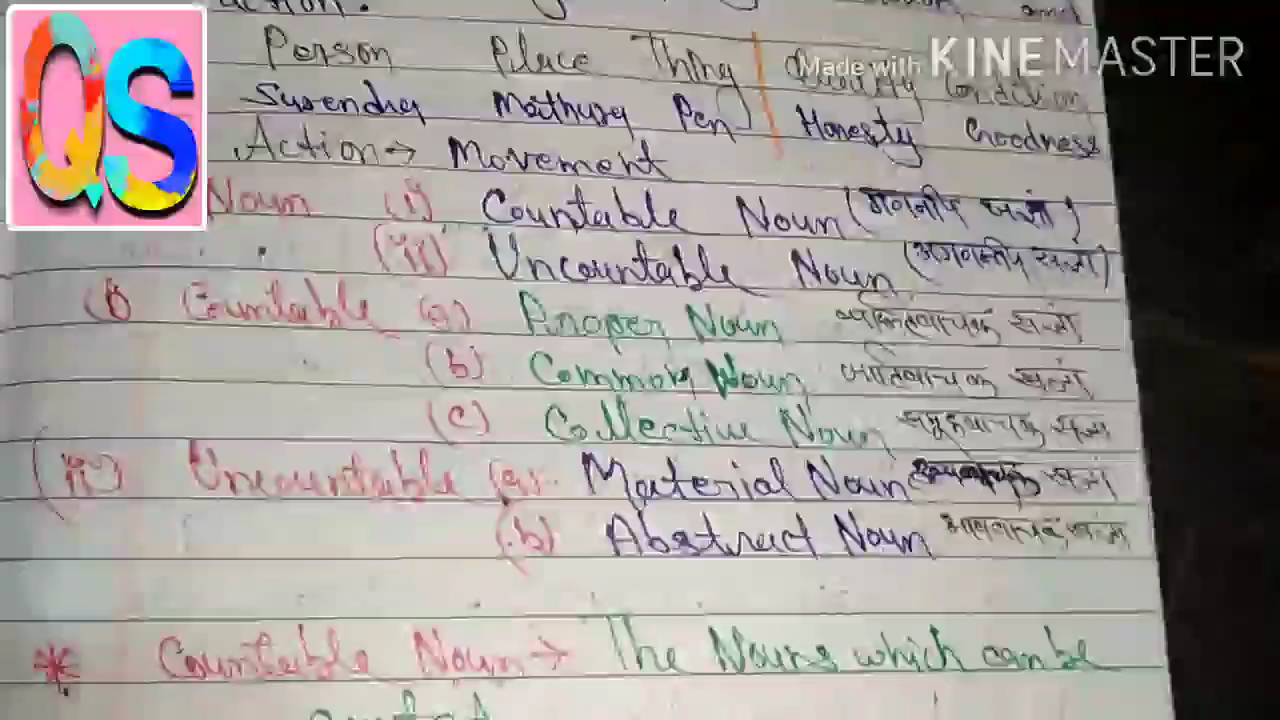 and
Person Place Thing Quality Condition
Surendra Mathura Pen Honesty Goodness
Action→ Movement
Noun (i) Countable Noun (गणनीय संज्ञा)
(ii) Uncountable Noun (अगणनीय संज्ञा)
(i) Countable (a) Proper Noun व्यक्तिवाचक संज्ञा
(b) Common Noun जातिवाचक संज्ञा
(c) Collective Noun समूहवाचक संज्ञा
(ii) Uncountable (a) Material Noun संज्ञा
(b) Abstract Noun भाववाचक संज्ञा
* Countable Noun→ The Nouns which can be
QS
Made with KINEMASTER